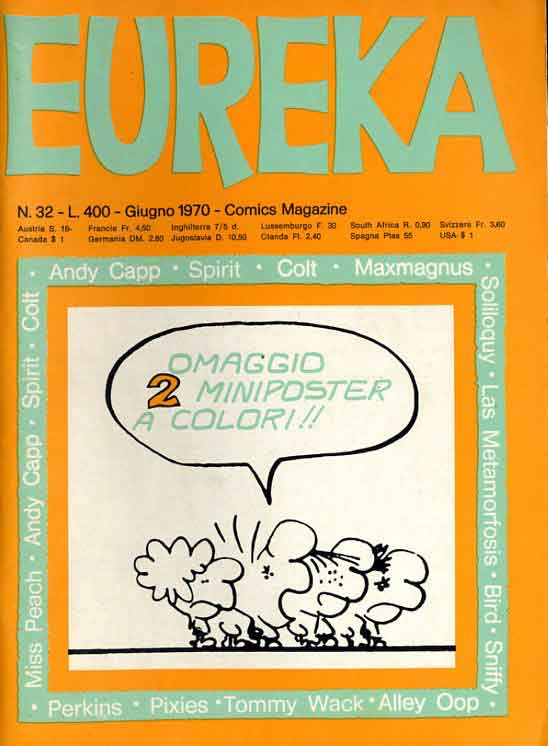 EUREKA
N. 32 - L. 400 - Giugno 1970 - Comics Magazine
Austria S. 18- Francia Fr. 4,50 Inghilterra 7/5 d. Lussemburgo F. 30 South Africa R. 0,90 Svizzera Fr. 3,60
Canada $ 1 Germania DM. 2,80 Jugoslavia D. 10,50 Olanda Fl. 2,40 Spagna Ptas 55 USA $ 1
· Andy Capp · Spirit · Colt · Maxmagnus ·
Soliloquy · Las Metamorfosis · Bird · Sniffy ·
Miss Peach · Andy Capp · Spirit · Colt
OMAGGIO
2 MINIPOSTER
A COLORI!!
· Perkins · Pixies · Tommy Wack · Alley Oop ·